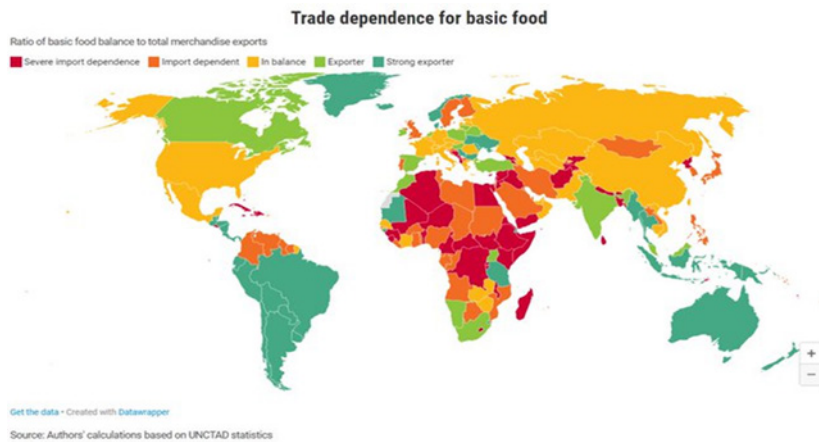 Trade dependence for basic food
Ratio of basic food balance to total merchandise exports
Severe import dependence Import dependent In balance Exporter Strong exporter
+
−
Get the data • Created with Datawrapper
Source: Authors' calculations based on UNCTAD statistics